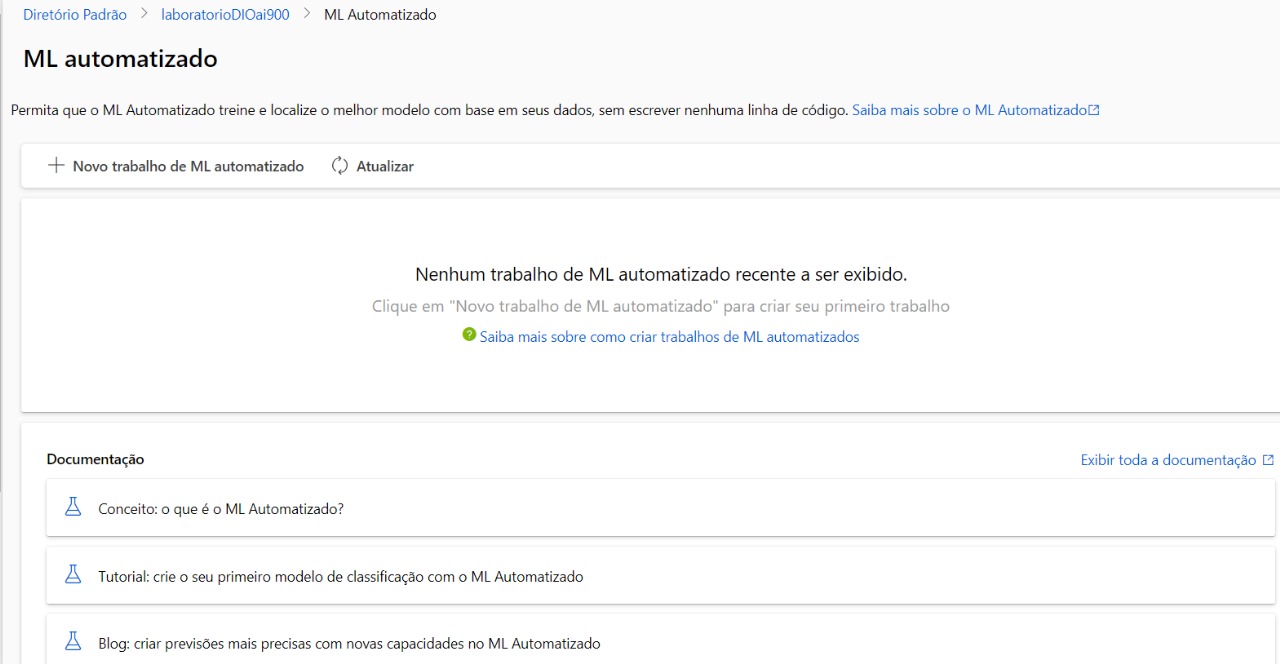 Diretório Padrão > laboratorioDIOai900 > ML Automatizado
ML automatizado
Permita que o ML Automatizado treine e localize o melhor modelo com base em seus dados, sem escrever nenhuma linha de código. Saiba mais sobre o ML Automatizado
Novo trabalho de ML automatizado Atualizar
Nenhum trabalho de ML automatizado recente a ser exibido.
Clique em "Novo trabalho de ML automatizado" para criar seu primeiro trabalho
Saiba mais sobre como criar trabalhos de ML automatizados
Documentação Exibir toda a documentação
Conceito: o que é o ML Automatizado?
Tutorial: crie o seu primeiro modelo de classificação com o ML Automatizado
Blog: criar previsões mais precisas com novas capacidades no ML Automatizado